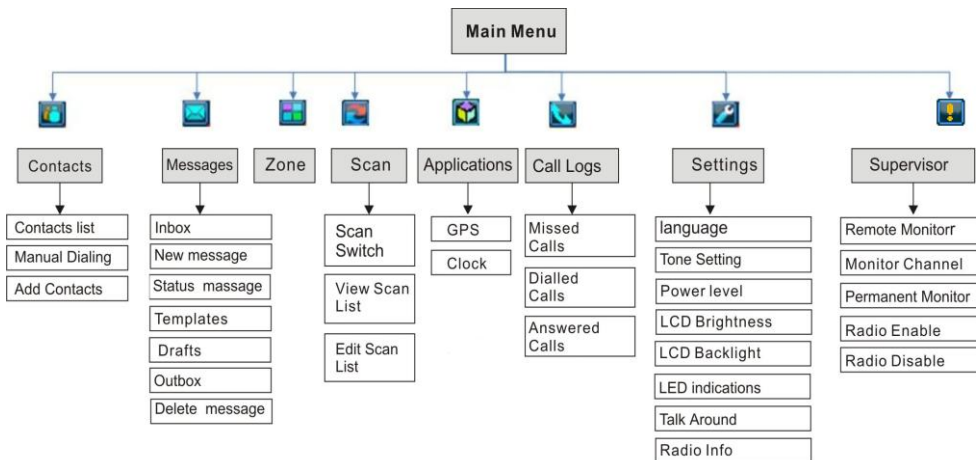 Main Menu
Contacts
Messages
Zone
Scan
Applications
Call Logs
Settings
Supervisor
Contacts list
Manual Dialing
Add Contacts
Inbox
New message
Status massage
Templates
Drafts
Outbox
Delete message
Scan
Switch
View Scan
List
Edit Scan
List
GPS
Clock
Missed
Calls
Dialled
Calls
Answered
Calls
language
Tone Setting
Power level
LCD Brightness
LCD Backlight
LED indications
Talk Around
Radio Info
Remote Monitorr
Monitor Channel
Permanent Monitor
Radio Enable
Radio Disable